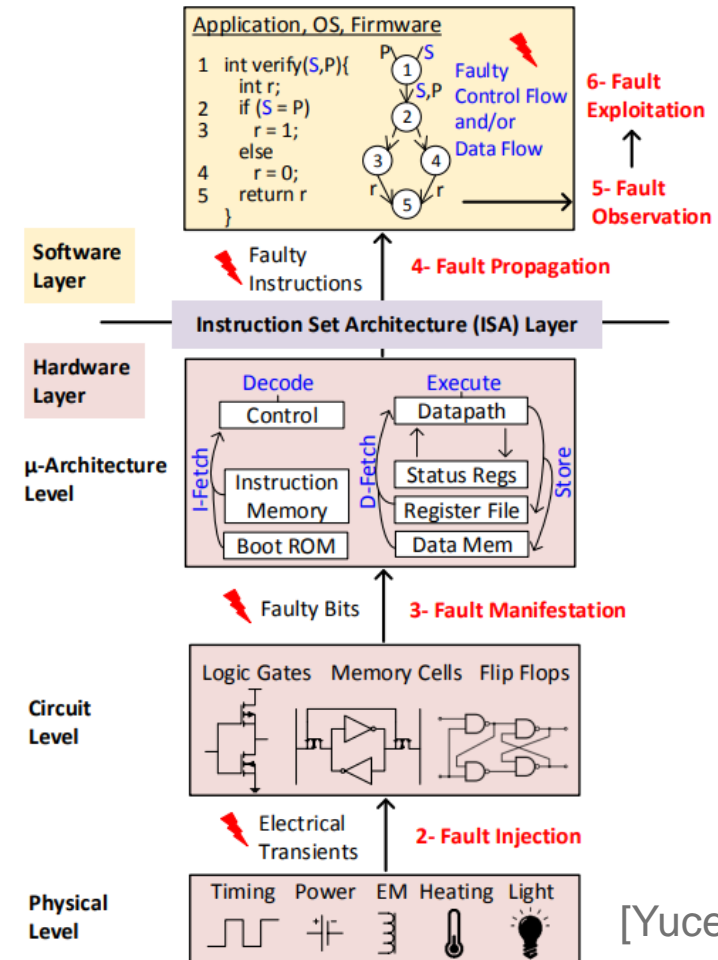 Application, OS, Firmware
1 int verify(S,P){
int r;
2 if (S = P)
3 r = 1;
else
4 r = 0;
5 return r
}
P S
1
S,P
2
3 4
r r
5
Faulty
Control Flow
and/or
Data Flow
6- Fault
Exploitation
5- Fault
Observation
Software
Layer
Faulty
Instructions
4- Fault Propagation
Instruction Set Architecture (ISA) Layer
Hardware
Layer
μ-Architecture
Level
Decode
Control
I-Fetch
Instruction
Memory
Boot ROM
Execute
Datapath
D-Fetch
Status Regs
Register File
Data Mem
Store
Faulty Bits
3- Fault Manifestation
Circuit
Level
Logic Gates Memory Cells Flip Flops
Electrical
Transients
2- Fault Injection
Physical
Level
Timing Power EM Heating Light
[Yuce